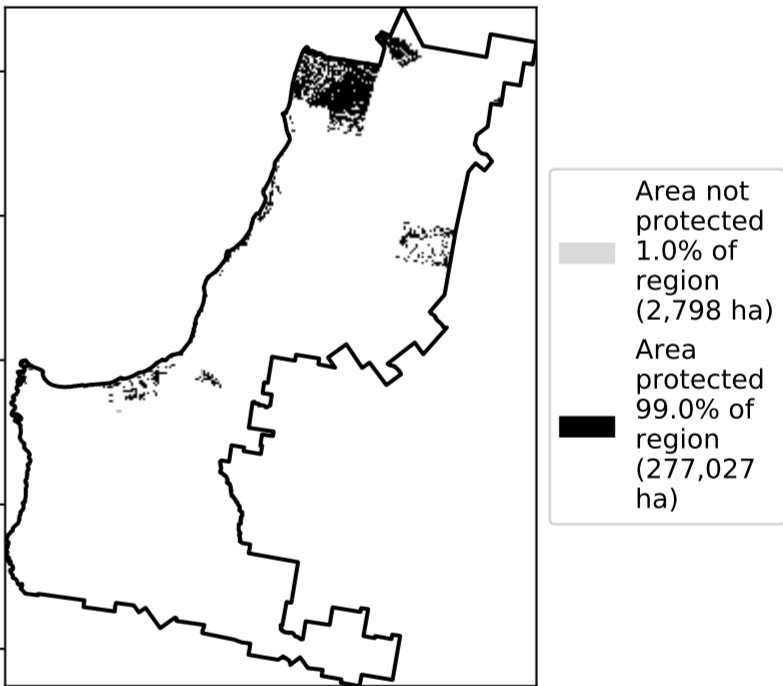 Area not
protected
1.0% of
region
(2,798 ha)
Area
protected
99.0% of
region
(277,027
ha)